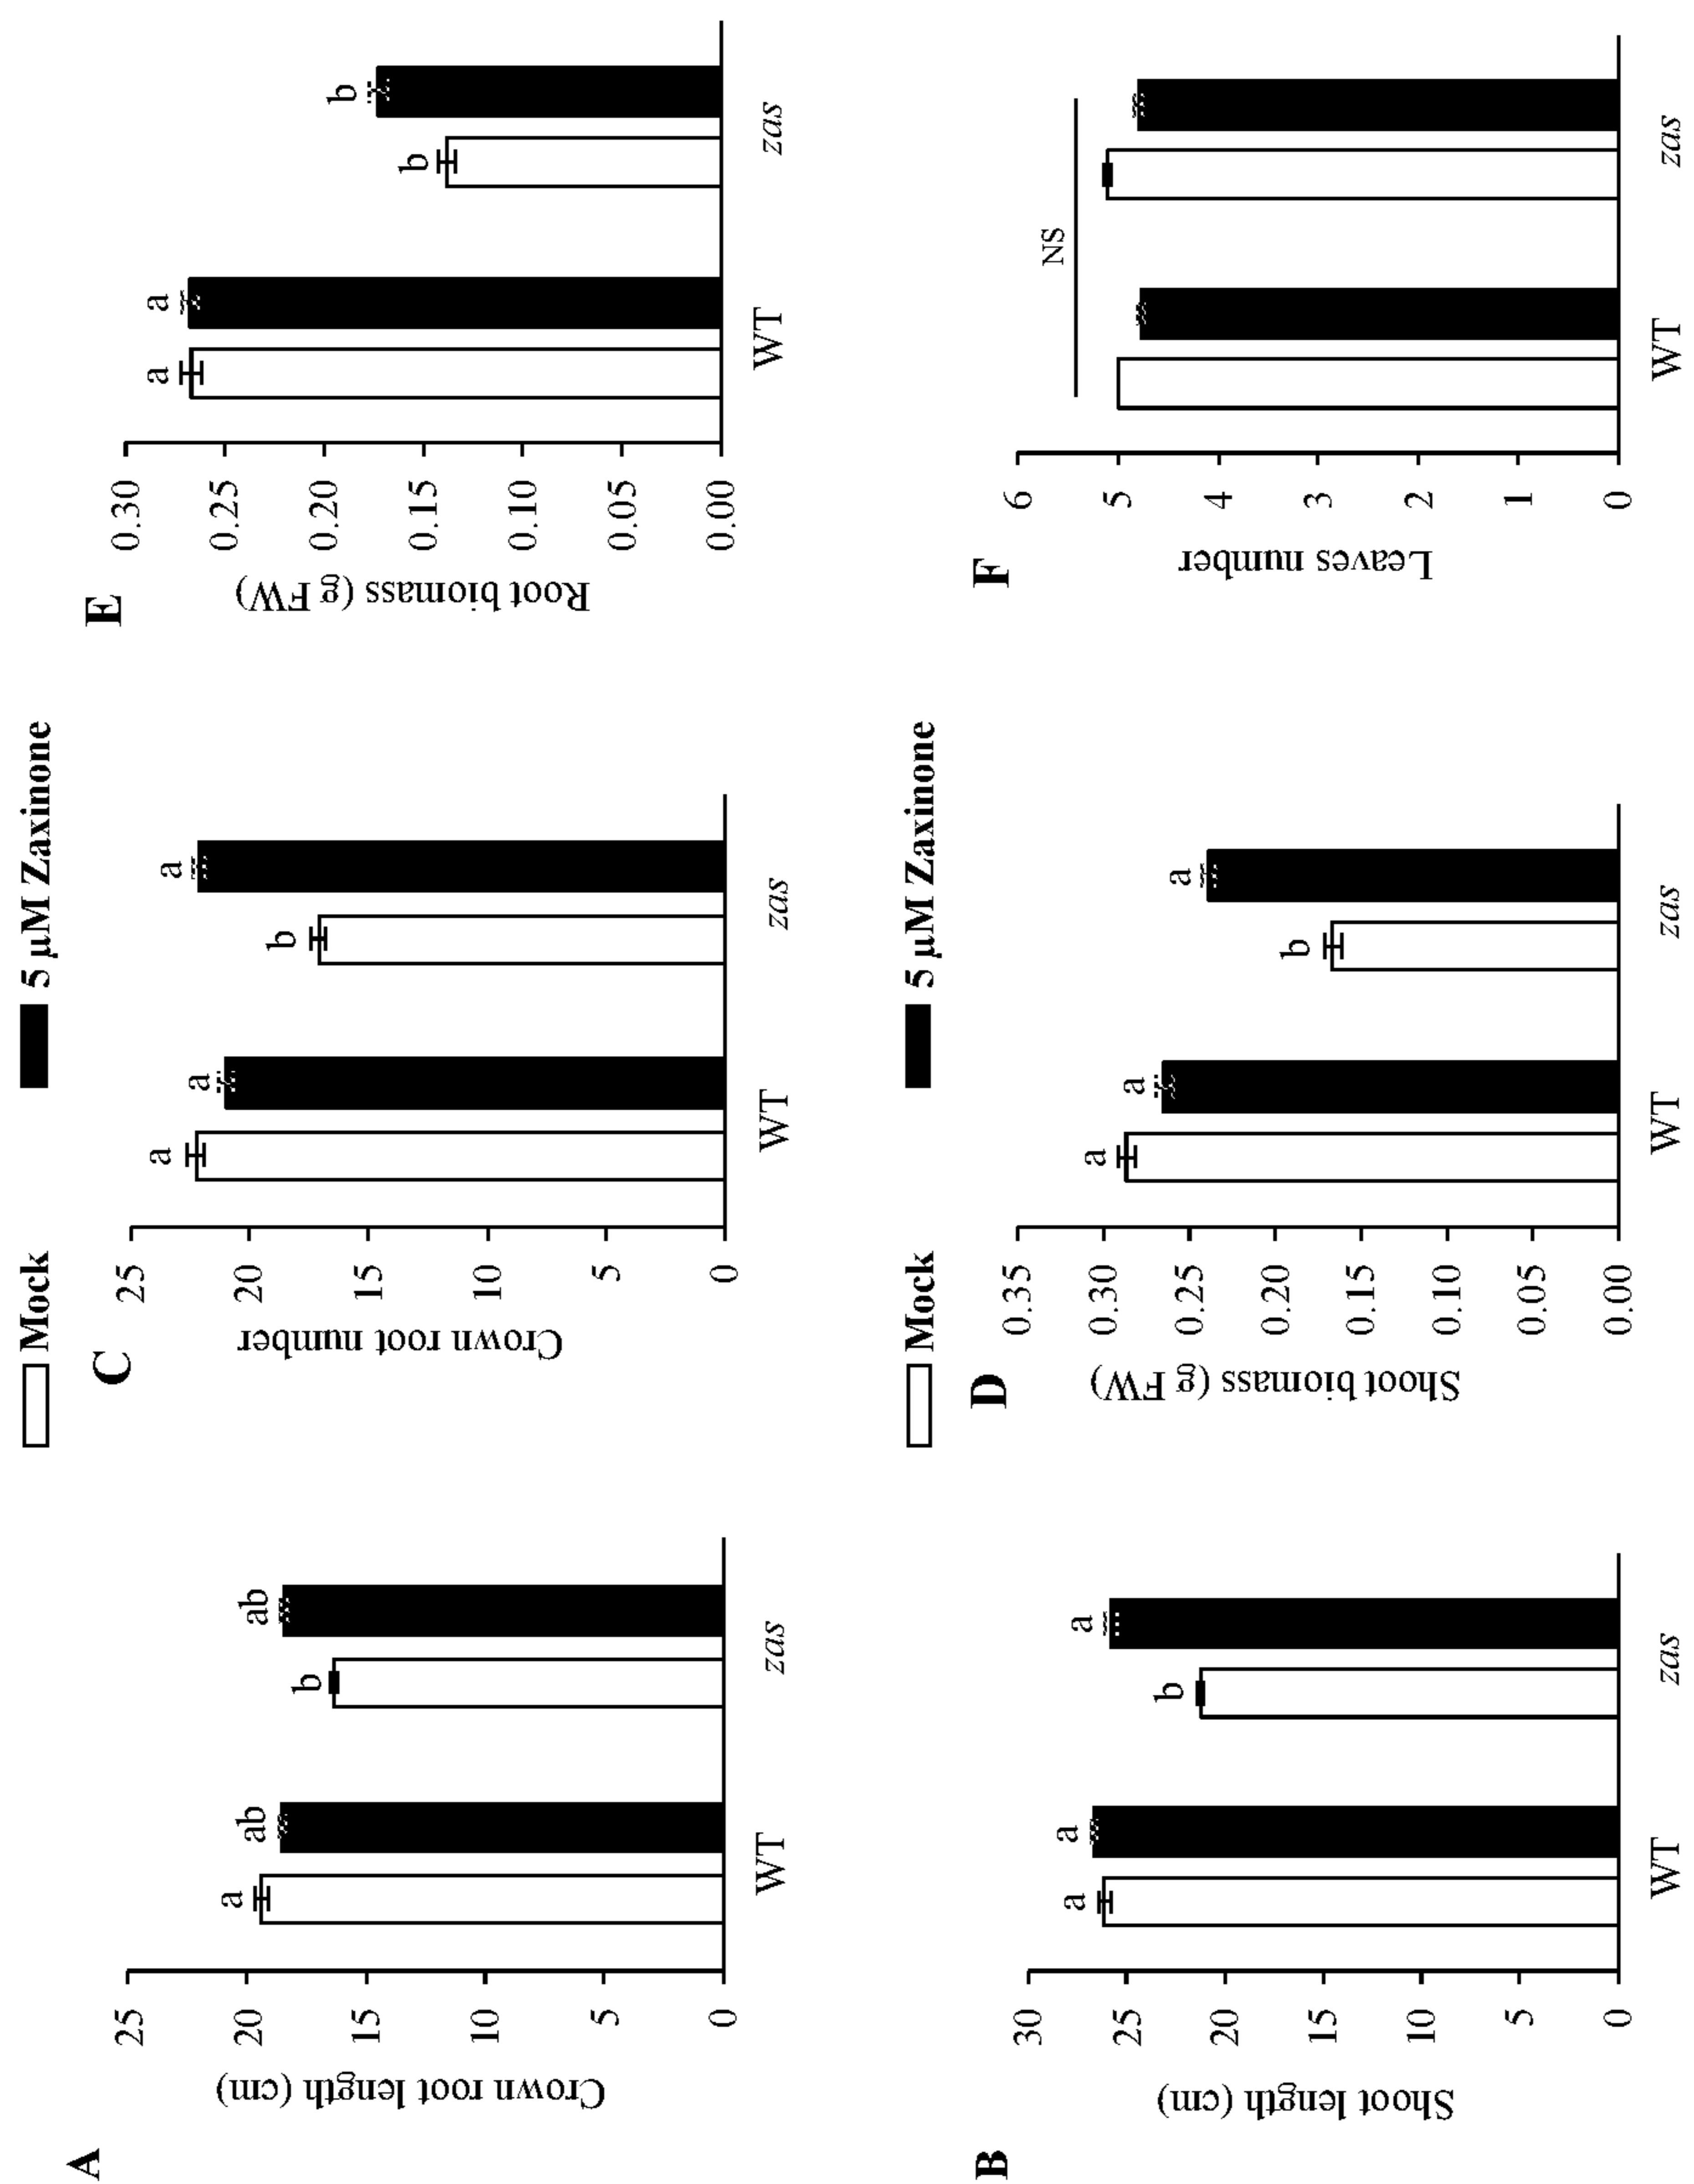 Mock
5 µM Zaxinone
A
Crown root length (cm)
25
20
15
10
5
0
a
ab
b
ab
WT
zas
C
Crown root number
25
20
15
10
5
0
a
a
b
a
WT
zas
E
Root biomass (g FW)
0.30
0.25
0.20
0.15
0.10
0.05
0.00
a
a
b
b
WT
zas
Mock
5 µM Zaxinone
B
Shoot length (cm)
30
25
20
15
10
5
0
a
a
b
a
WT
zas
D
Shoot biomass (g FW)
0.35
0.30
0.25
0.20
0.15
0.10
0.05
0.00
a
a
b
a
WT
zas
F
Leaves number
6
5
4
3
2
1
0
NS
WT
zas